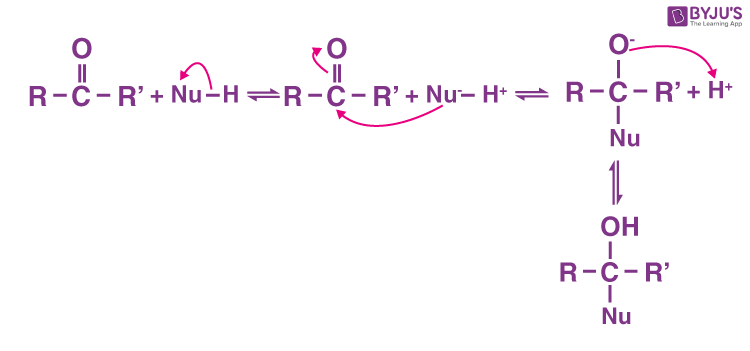 BYJU'S
The Learning App
O
R – C – R’ + Nu – H
O
R – C – R’ + Nu⁻ – H⁺
O⁻
R – C – R’ + H⁺
Nu
OH
R – C – R’
Nu